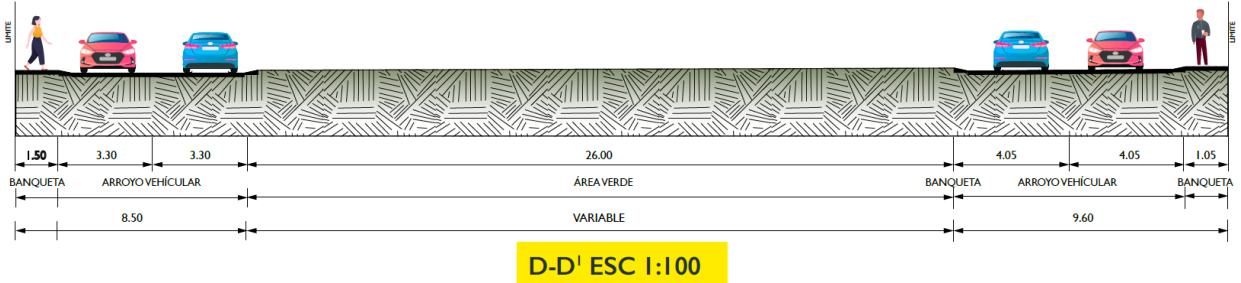 LIMITE
LIMITE
1.50 3.30 3.30 26.00 4.05 4.05 1.05
BANQUETA ARROYO VEHÍCULAR ÁREA VERDE BANQUETA ARROYO VEHÍCULAR BANQUETA
8.50 VARIABLE 9.60
D-D' ESC 1:100